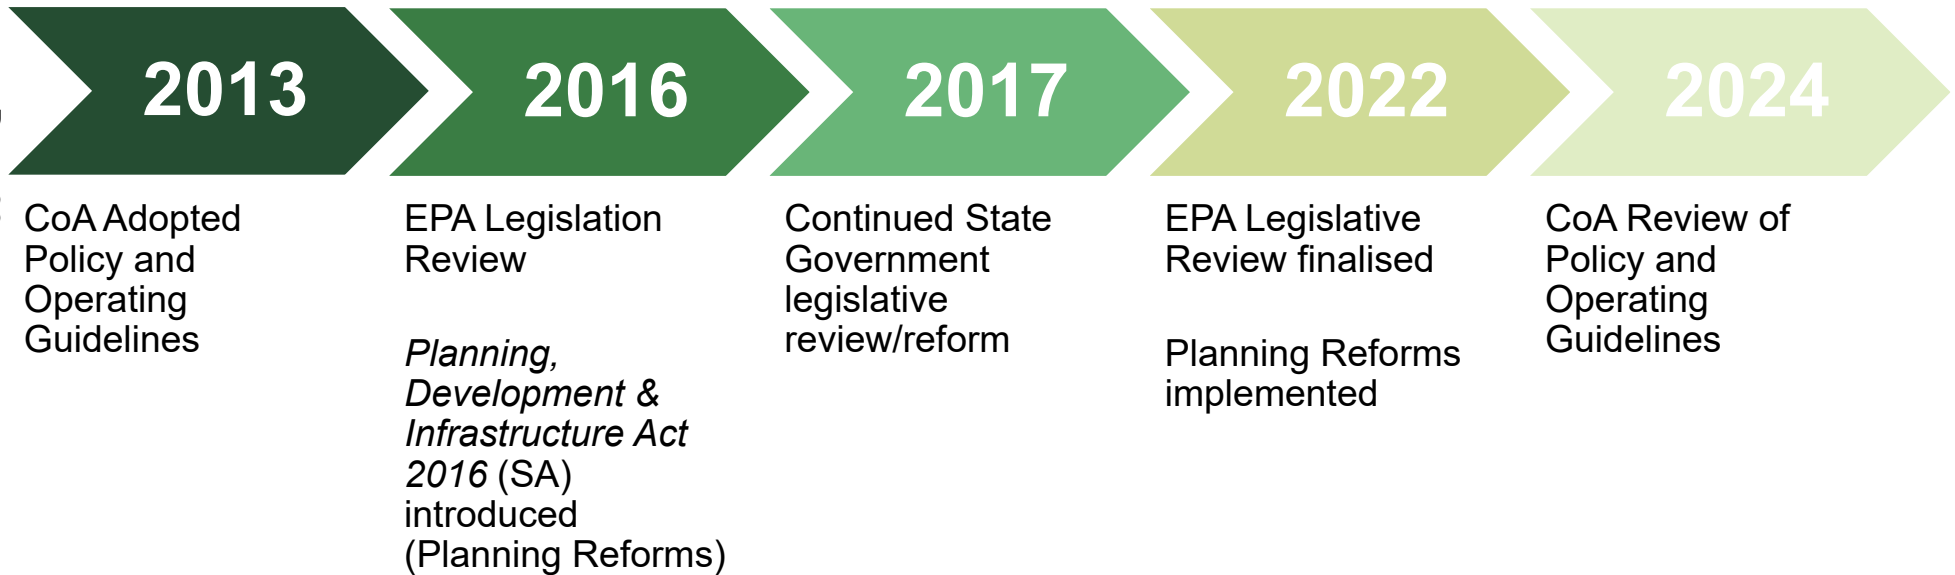 2013
2016
2017
2022
2024
CoA Adopted
Policy and
Operating
Guidelines
EPA Legislation
Review
Planning,
Development &
Infrastructure Act
2016 (SA)
introduced
(Planning Reforms)
Continued State
Government
legislative
review/reform
EPA Legislative
Review finalised
Planning Reforms
implemented
CoA Review of
Policy and
Operating
Guidelines